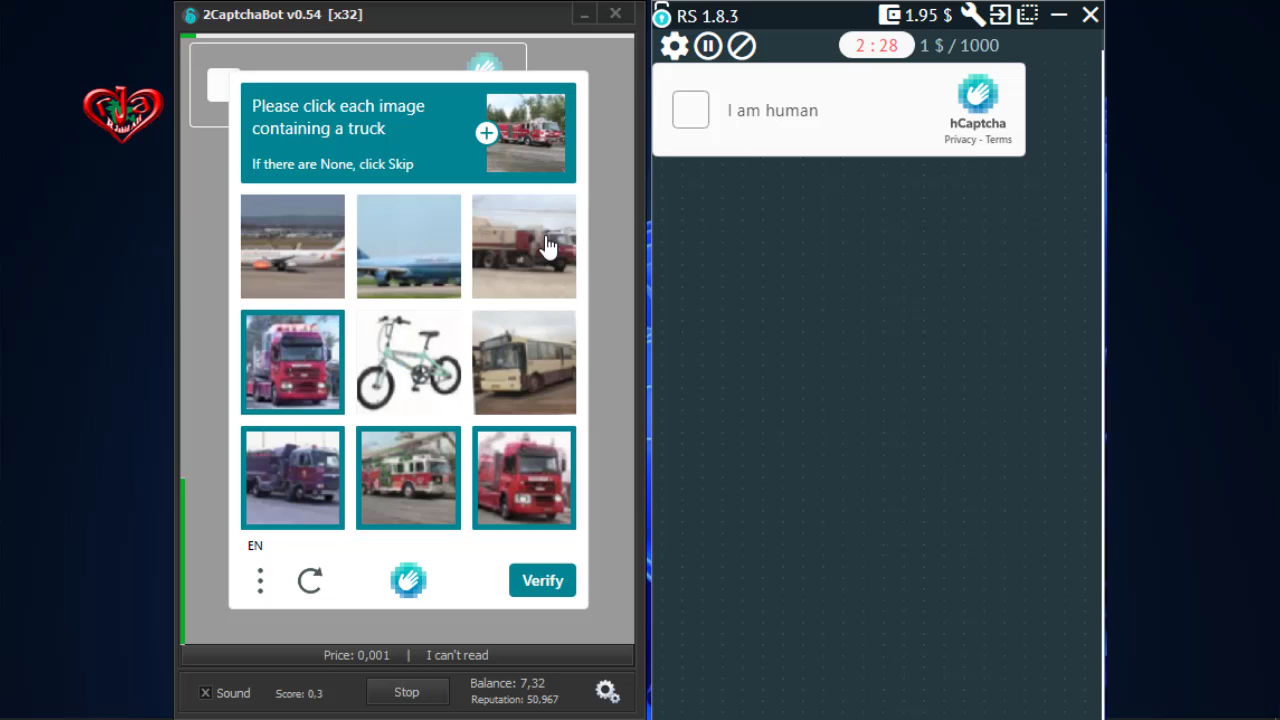 2CaptchaBot v0.54 [x32]
Please click each image
containing a truck
If there are None, click Skip
EN
Verify
Price: 0,001 | I can't read
X Sound
Score: 0,3
Stop
Balance: 7,32
Reputation: 50,967
RS 1.8.3
1.95 $
2 : 28
1 $ / 1000
I am human
hCaptcha
Privacy - Terms